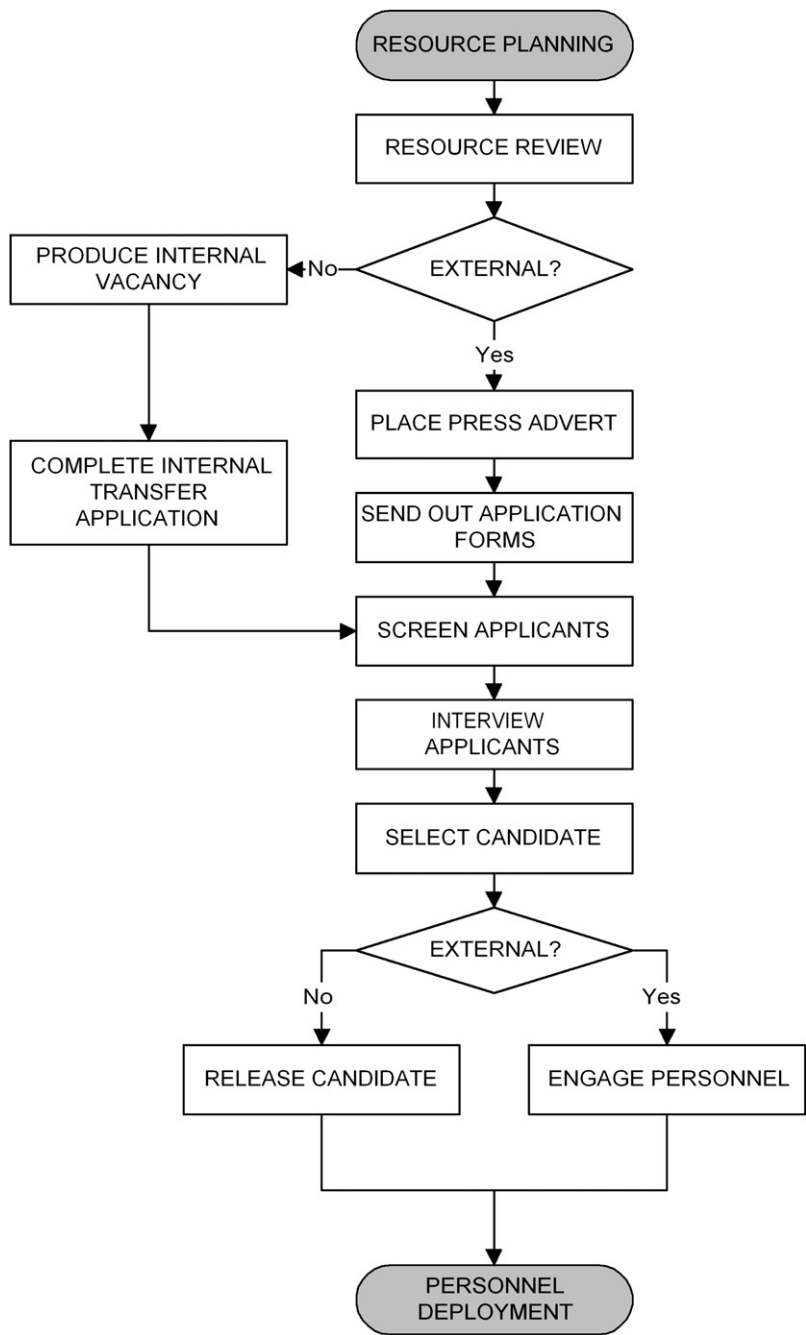 RESOURCE PLANNING
RESOURCE REVIEW
EXTERNAL?
No
PRODUCE INTERNAL
VACANCY
Yes
PLACE PRESS ADVERT
COMPLETE INTERNAL
TRANSFER
APPLICATION
SEND OUT APPLICATION
FORMS
SCREEN APPLICANTS
INTERVIEW
APPLICANTS
SELECT CANDIDATE
EXTERNAL?
No
Yes
RELEASE CANDIDATE
ENGAGE PERSONNEL
PERSONNEL
DEPLOYMENT